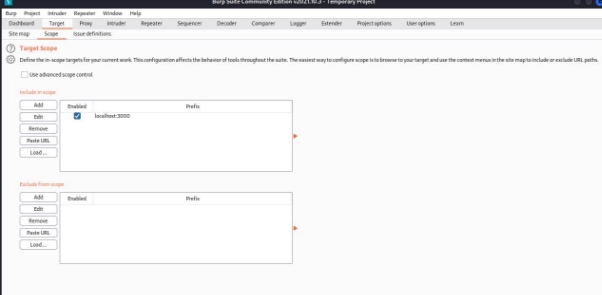 Burp Suite Community Edition v2021.10.3 - Temporary Project
Burp Project Intruder Repeater Window Help
Dashboard Target Proxy Intruder Repeater Sequencer Decoder Comparer Logger Extender Project options User options Learn
Site map Scope Issue definitions
Target Scope
Define the in-scope targets for your current work. This configuration affects the behavior of tools throughout the suite. The easiest way to configure scope is to browse to your target and use the context menus in the site map to include or exclude URL paths.
Use advanced scope control
Include in scope
Add
Enabled Prefix
Edit
localhost:3000
Remove
Paste URL
Load ...
Exclude from scope
Add
Enabled Prefix
Edit
Remove
Paste URL
Load ...